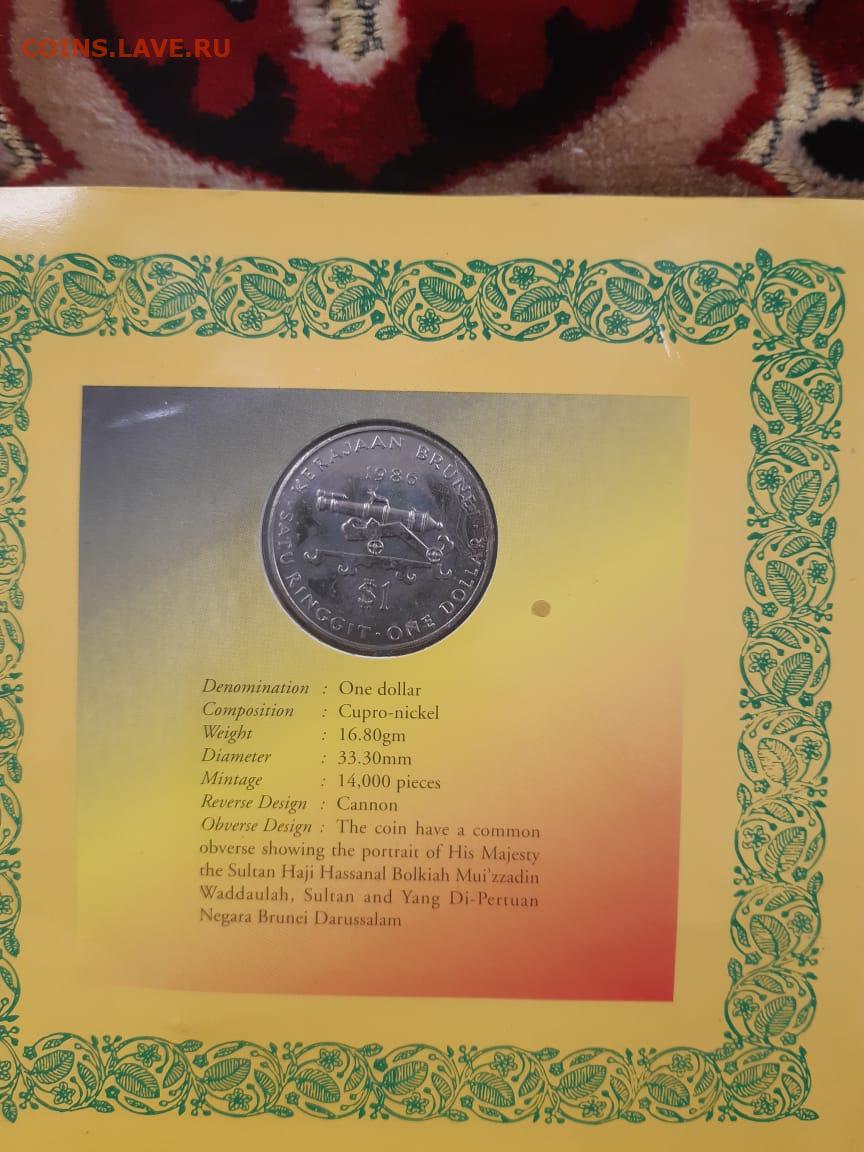 COINS.LAVE.RU
KERAJAAN BRUNEI
1986
$1
SATU RINGGIT · ONE DOLLAR
Denomination : One dollar
Composition : Cupro-nickel
Weight : 16.80gm
Diameter : 33.30mm
Mintage : 14,000 pieces
Reverse Design : Cannon
Obverse Design : The coin have a common
obverse showing the portrait of His Majesty
the Sultan Haji Hassanal Bolkiah Mui'zzadin
Waddaulah, Sultan and Yang Di-Pertuan
Negara Brunei Darussalam